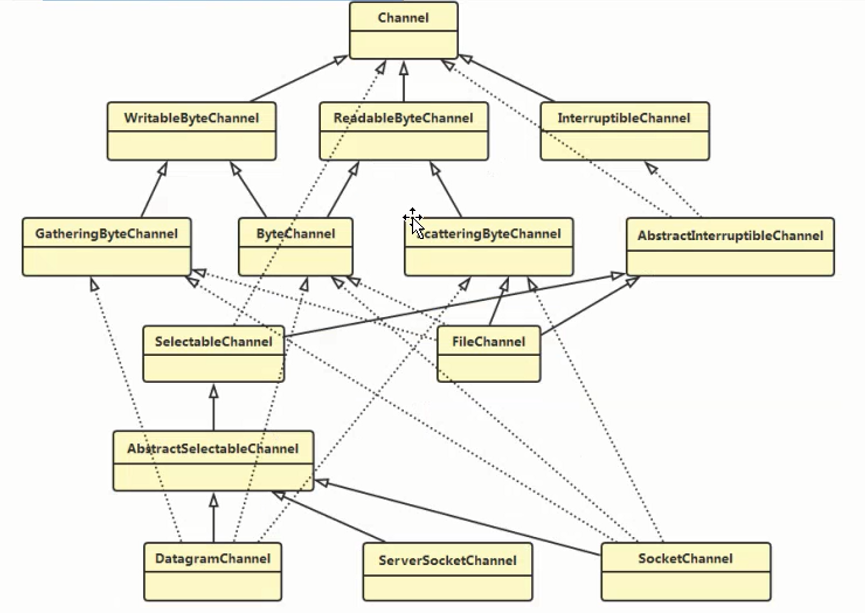 Channel
WritableByteChannel
ReadableByteChannel
InterruptibleChannel
GatheringByteChannel
ByteChannel
ScatteringByteChannel
AbstractInterruptibleChannel
SelectableChannel
FileChannel
AbstractSelectableChannel
DatagramChannel
ServerSocketChannel
SocketChannel